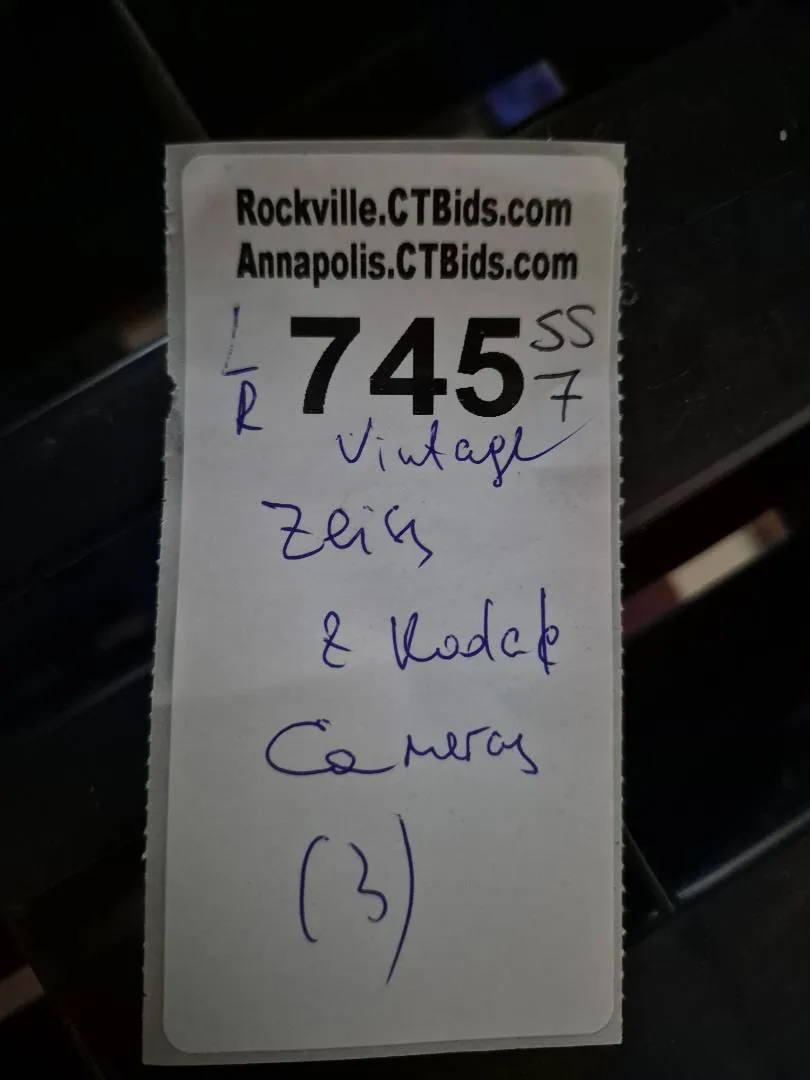 Rockville.CTBids.com
Annapolis.CTBids.com
L 745 SS
R 7
Vintage
Zeiss
& Kodak
Cameras
(3)